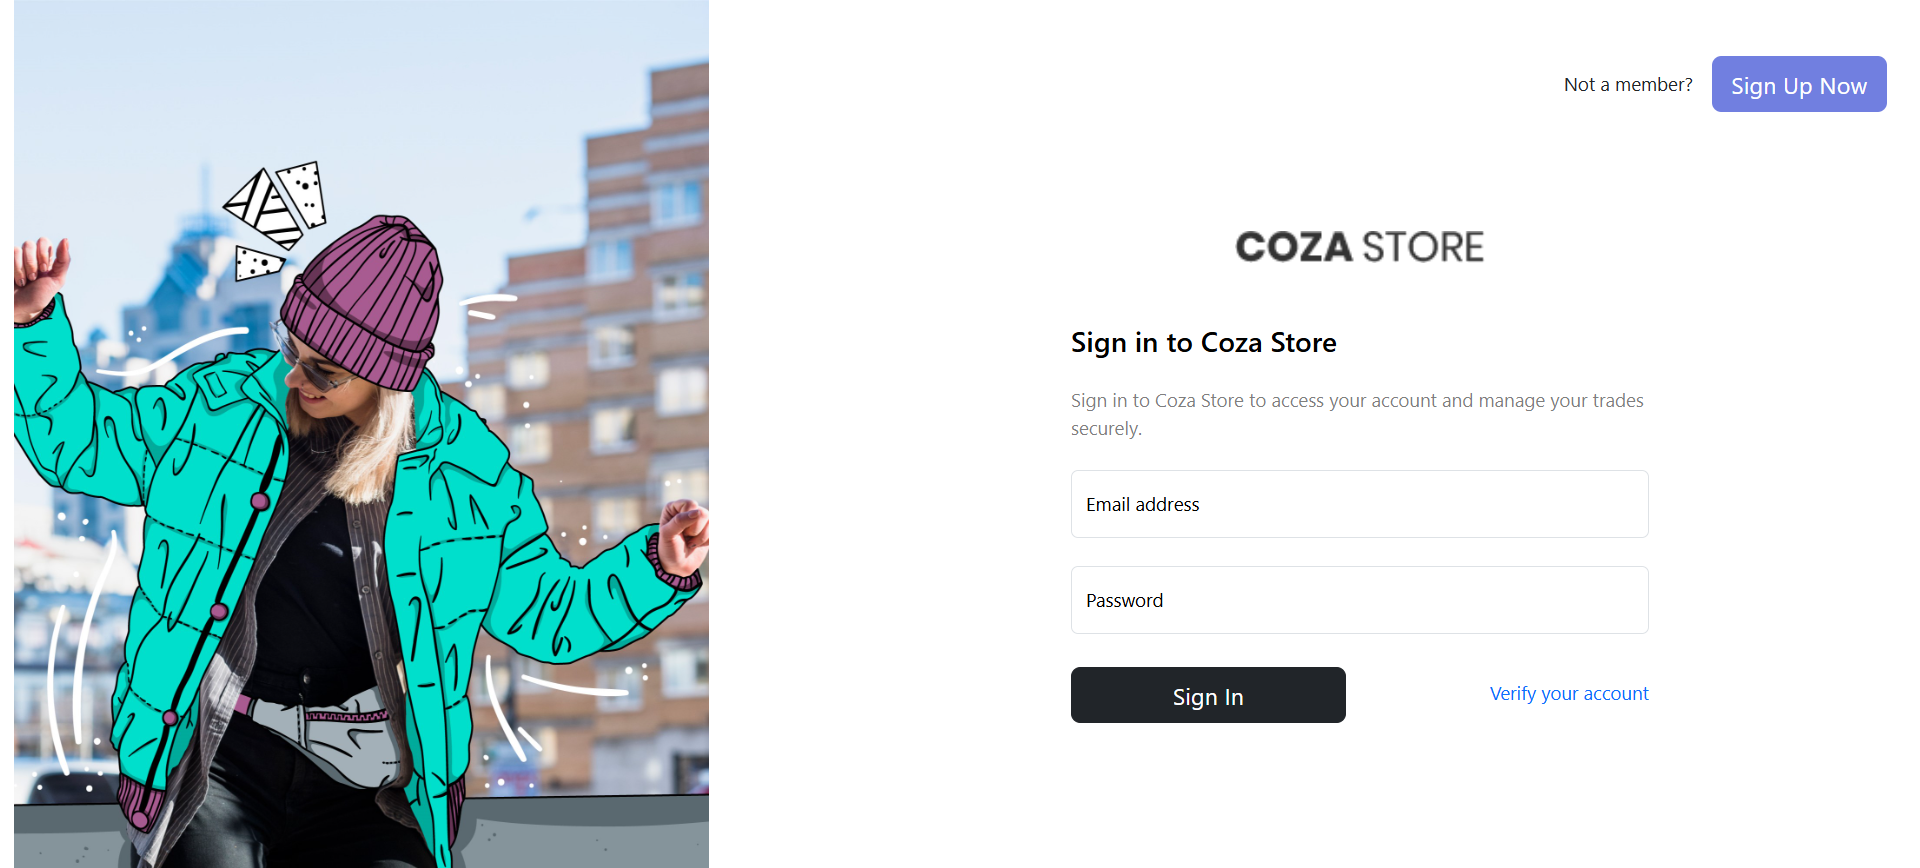 Not a member?
Sign Up Now
COZA STORE
Sign in to Coza Store
Sign in to Coza Store to access your account and manage your trades
securely.
Email address
Password
Sign In
Verify your account